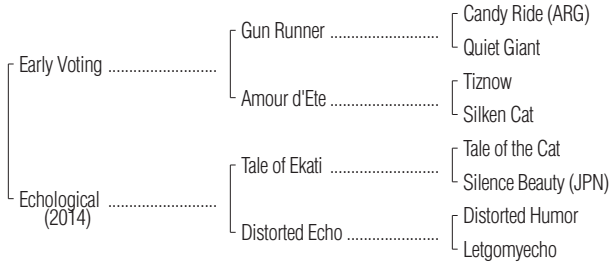 Candy Ride (ARG)
Gun Runner ........................
Quiet Giant
Early Voting ........................
Tiznow
Amour d'Ete ........................
Silken Cat
Tale of the Cat
Tale of Ekati ........................
Silence Beauty (JPN)
Echological ........................
(2014)
Distorted Humor
Distorted Echo ....................
Letgomyecho